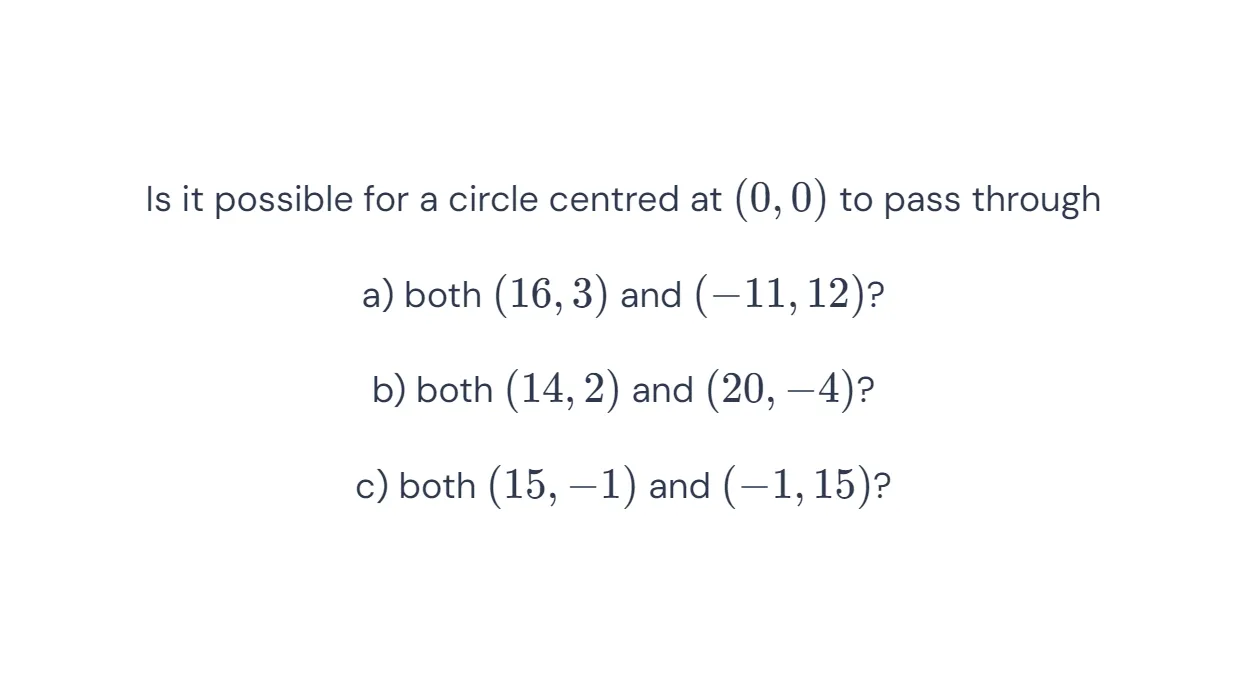 Is it possible for a circle centred at (0, 0) to pass through
a) both (16, 3) and (−11, 12)?
b) both (14, 2) and (20, −4)?
c) both (15, −1) and (−1, 15)?